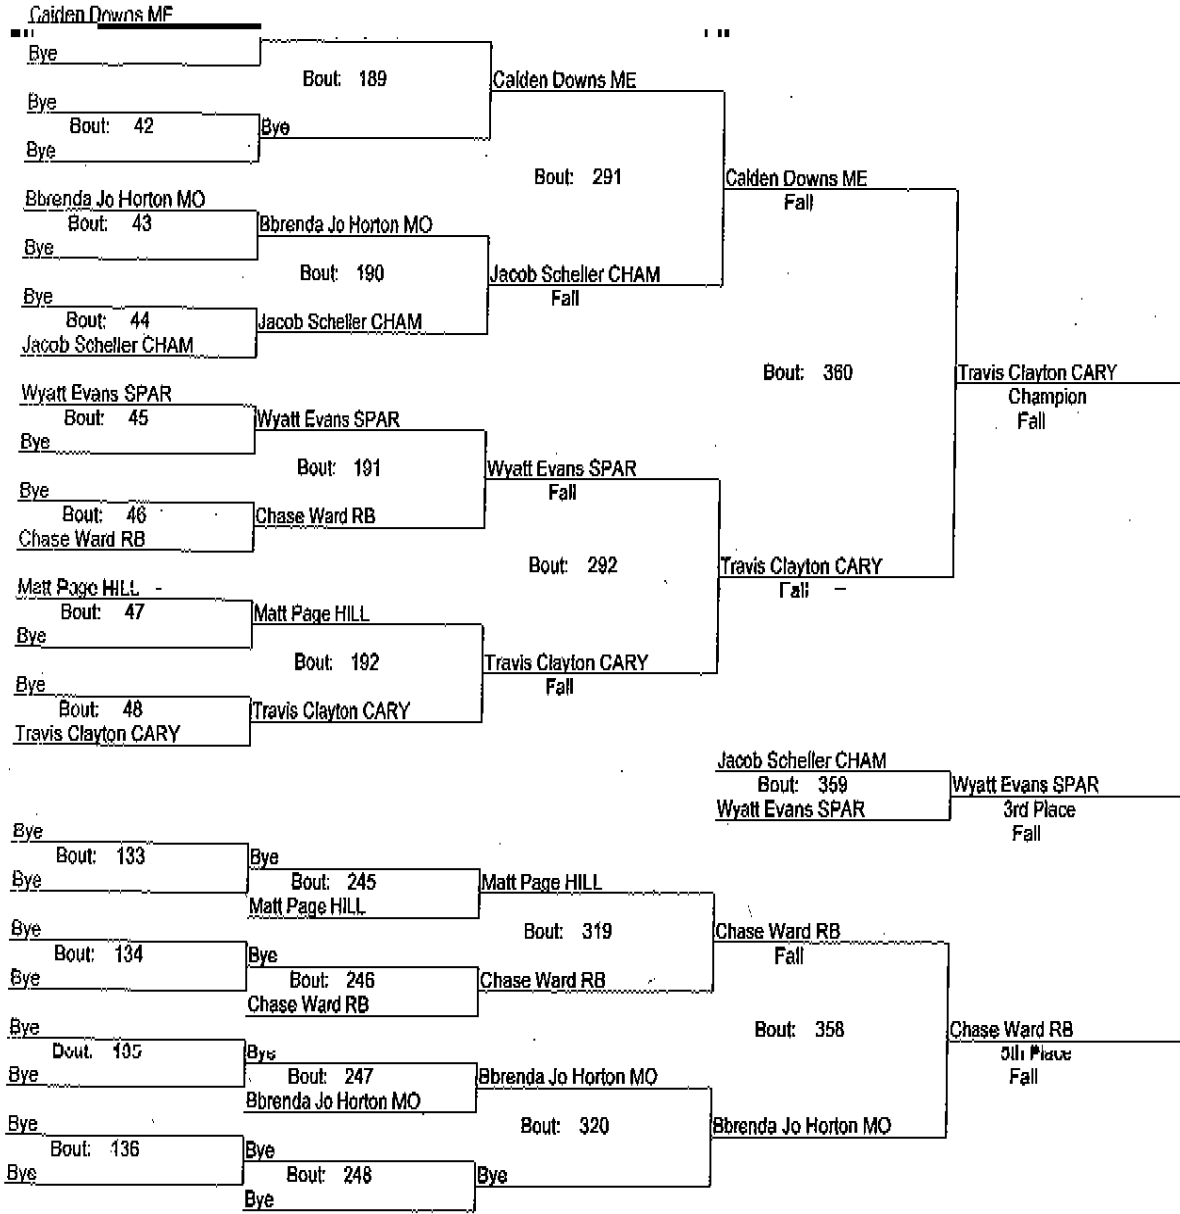 Caiden Downs ME
Bye
Bout: 189
Caiden Downs ME
Bye
Bout: 42
Bye
Bye
Bout: 291
Caiden Downs ME
Fall
Bbrenda Jo Horton MO
Bout: 43
Bbrenda Jo Horton MO
Bye
Bout: 190
Jacob Scheller CHAM
Fall
Bye
Bout: 44
Jacob Scheller CHAM
Jacob Scheller CHAM
Bout: 360
Travis Clayton CARY
Champion
Fall
Wyatt Evans SPAR
Bout: 45
Wyatt Evans SPAR
Bye
Bout: 191
Wyatt Evans SPAR
Fall
Bye
Bout: 46
Chase Ward RB
Chase Ward RB
Bout: 292
Travis Clayton CARY
Fall
Matt Page HILL
Bout: 47
Matt Page HILL
Bye
Bout: 192
Travis Clayton CARY
Fall
Bye
Bout: 48
Travis Clayton CARY
Travis Clayton CARY
Jacob Scheller CHAM
Bout: 359
Wyatt Evans SPAR
Wyatt Evans SPAR
3rd Place
Fall
Bye
Bout: 133
Bye
Bye
Bout: 245
Matt Page HILL
Matt Page HILL
Bout: 319
Chase Ward RB
Fall
Bye
Bout: 134
Bye
Bye
Bout: 246
Chase Ward RB
Chase Ward RB
Bout: 358
Chase Ward RB
5th Place
Fall
Bye
Bout: 135
Bye
Bye
Bout: 247
Bbrenda Jo Horton MO
Bbrenda Jo Horton MO
Bout: 320
Bbrenda Jo Horton MO
Bye
Bout: 136
Bye
Bye
Bout: 248
Bye
Bye